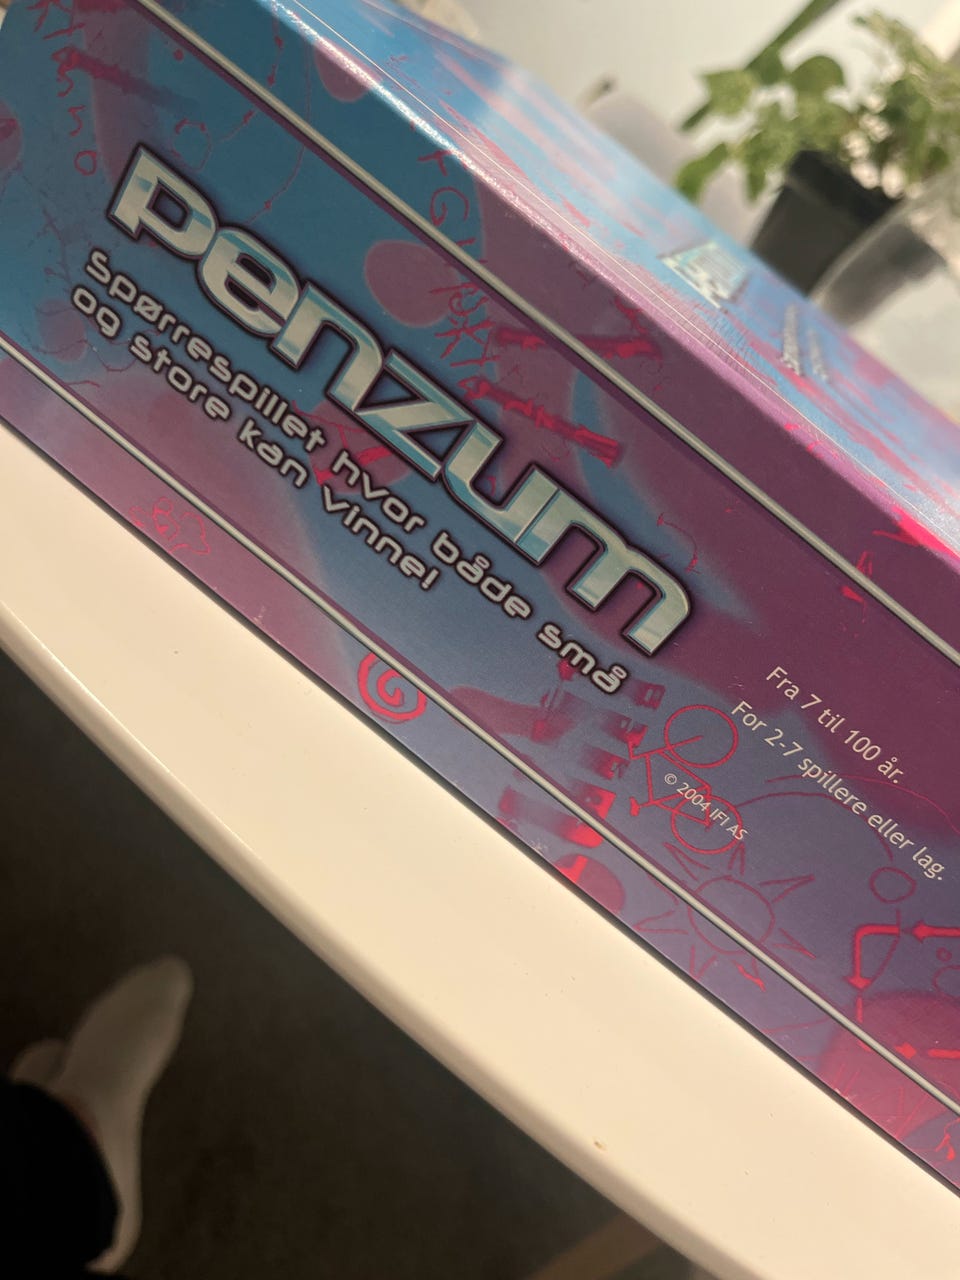 penzum
Spørrespillet hvor både små
og store kan vinne!
Fra 7 til 100 år.
For 2-7 spillere eller lag.
© 2004 IFI AS